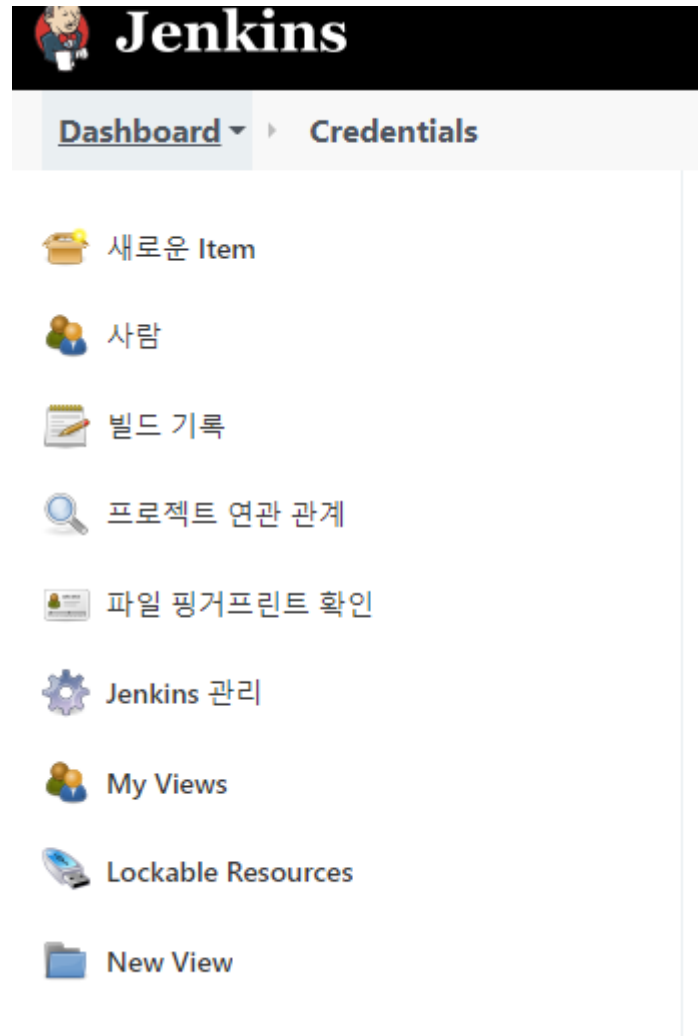 Jenkins
Dashboard Credentials
새로운 Item
사람
빌드 기록
프로젝트 연관 관계
파일 핑거프린트 확인
Jenkins 관리
My Views
Lockable Resources
New View